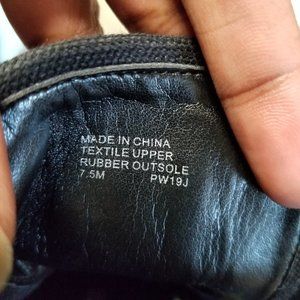 MADE IN CHINA
TEXTILE UPPER
RUBBER OUTSOLE
7.5M PW19J